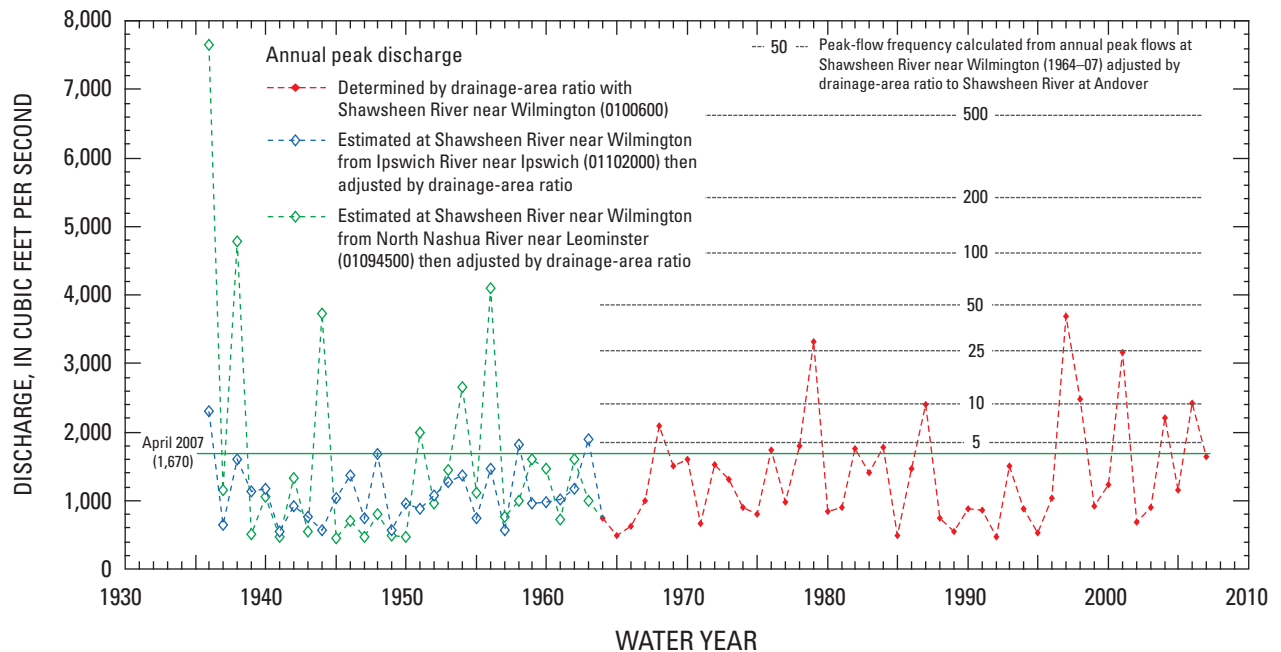 8,000
7,000
6,000
5,000
4,000
3,000
2,000
1,000
0
DISCHARGE, IN CUBIC FEET PER SECOND
Annual peak discharge
Determined by drainage-area ratio with
Shawsheen River near Wilmington (0100600)
Estimated at Shawsheen River near Wilmington
from Ipswich River near Ipswich (01102000) then
adjusted by drainage-area ratio
Estimated at Shawsheen River near Wilmington
from North Nashua River near Leominster
(01094500) then adjusted by drainage-area ratio
50 Peak-flow frequency calculated from annual peak flows at
Shawsheen River near Wilmington (1964–07) adjusted by
drainage-area ratio to Shawsheen River at Andover
500
200
100
50
25
10
5
April 2007
(1,670)
1930 1940 1950 1960 1970 1980 1990 2000 2010
WATER YEAR